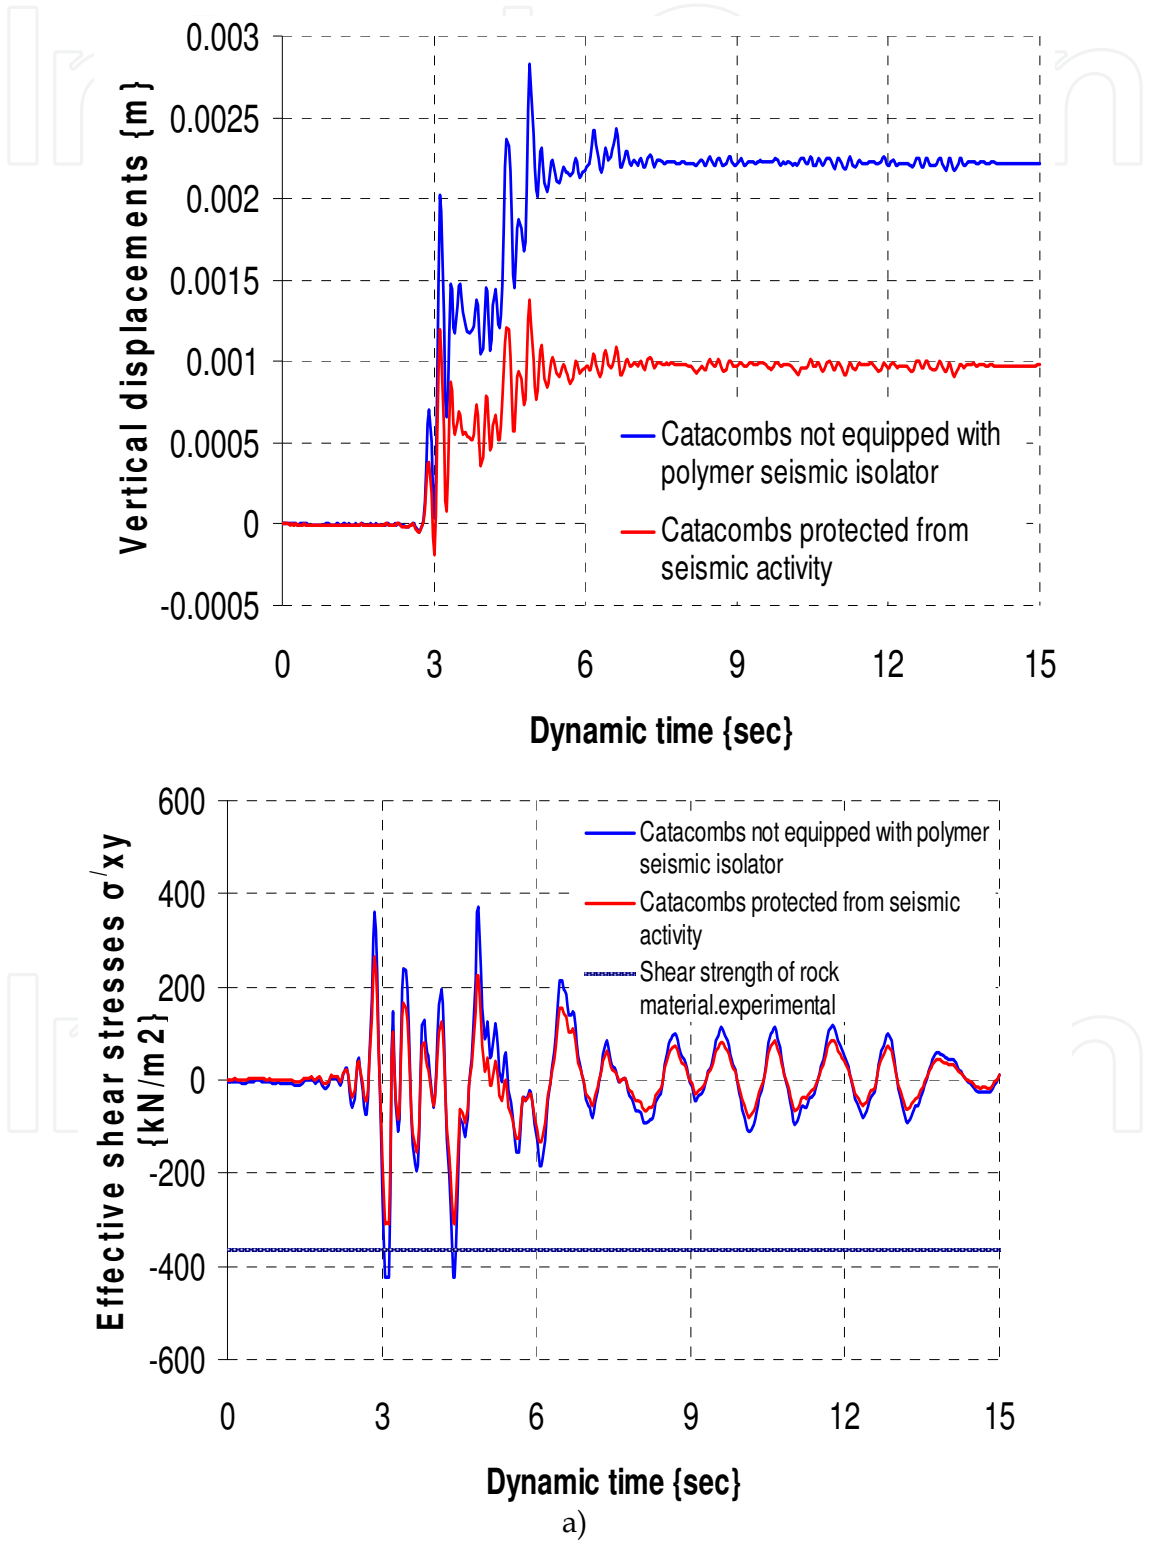 0.003
0.0025
0.002
0.0015
0.001
0.0005
0
-0.0005
Vertical displacements {m}
Catacombs not equipped with
polymer seismic isolator
Catacombs protected from
seismic activity
0 3 6 9 12 15
Dynamic time {sec}
600
400
200
0
-200
-400
-600
Effective shear stresses σ/xy
{kN/m2}
Catacombs not equipped with polymer
seismic isolator
Catacombs protected from seismic
activity
Shear strength of rock
material.experimental
0 3 6 9 12 15
Dynamic time {sec}
a)